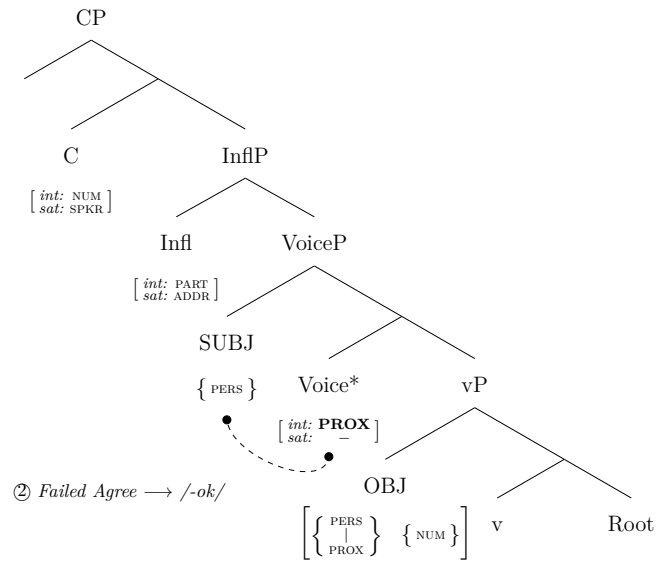 CP
C
InflP
[ int: NUM
sat: SPKR ]
Infl
VoiceP
[ int: PART
sat: ADDR ]
SUBJ
{ PERS }
Voice*
vP
[ int: PROX
sat: – ]
② Failed Agree → /-ok/
OBJ
v
Root
[ { PERS
|
PROX } { NUM } ]